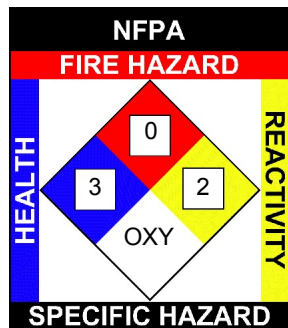 NFPA
FIRE HAZARD
0
HEALTH
3
2
REACTIVITY
OXY
SPECIFIC HAZARD